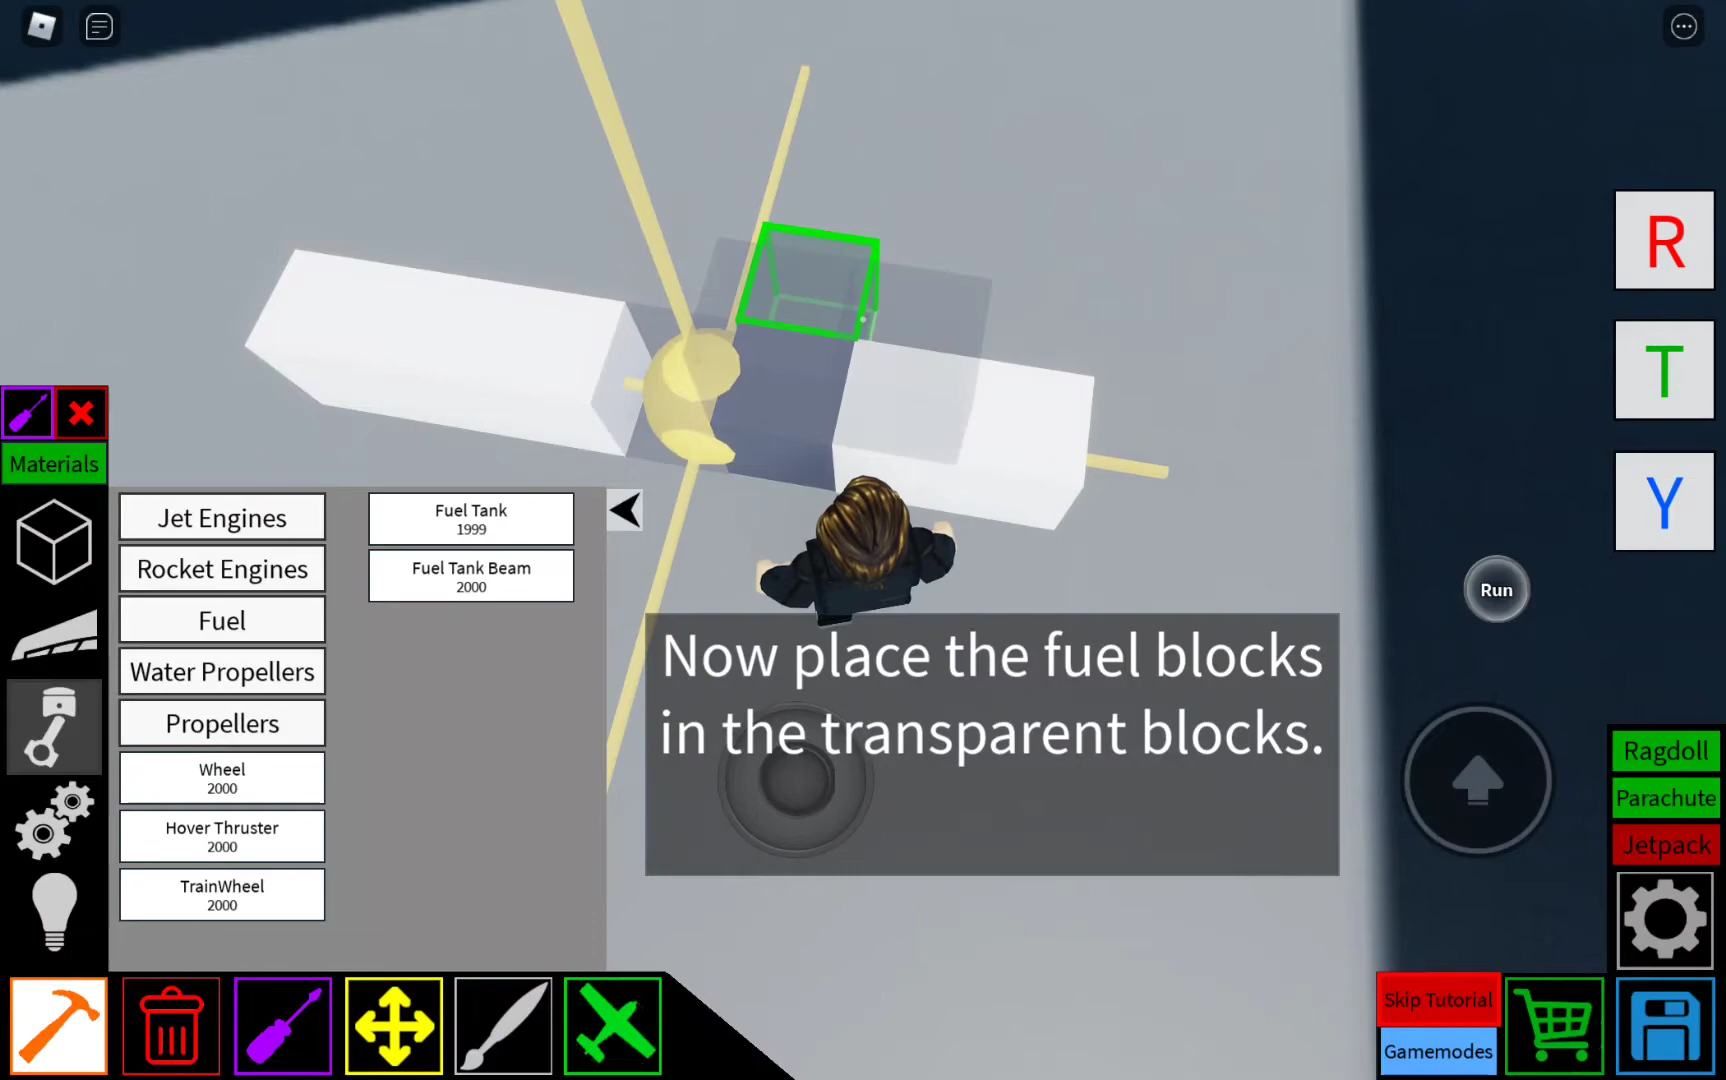 R
T
Y
Materials
Jet Engines
Rocket Engines
Fuel
Water Propellers
Propellers
Wheel
2000
Hover Thruster
2000
TrainWheel
2000
Fuel Tank
1999
Fuel Tank Beam
2000
Now place the fuel blocks
in the transparent blocks.
Run
Ragdoll
Parachute
Jetpack
Skip Tutorial
Gamemodes